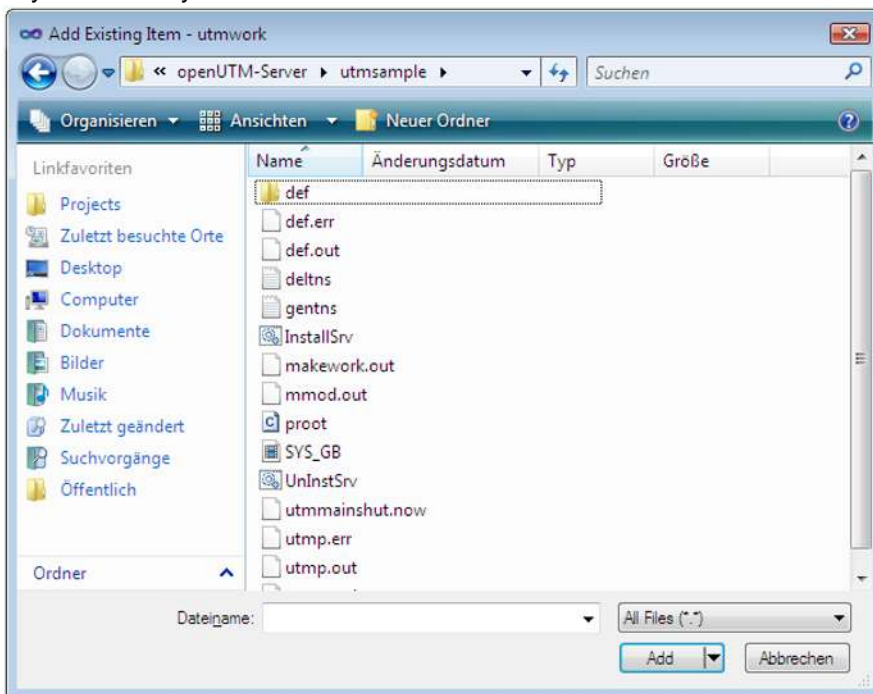 Add Existing Item - utmwork
« openUTM-Server utmsample
Suchen
Organisieren Ansichten Neuer Ordner
Linkfavoriten
Projects
Zuletzt besuchte Orte
Desktop
Computer
Dokumente
Bilder
Musik
Zuletzt geändert
Suchvorgänge
Öffentlich
Ordner
Name Änderungsdatum Typ Größe
def
def.err
def.out
deltns
gentns
InstallSrv
makework.out
mmod.out
proot
SYS_GB
UnInstSrv
utmmainshut.now
utmp.err
utmp.out
Dateiname:
All Files (*.*)
Add Abbrechen